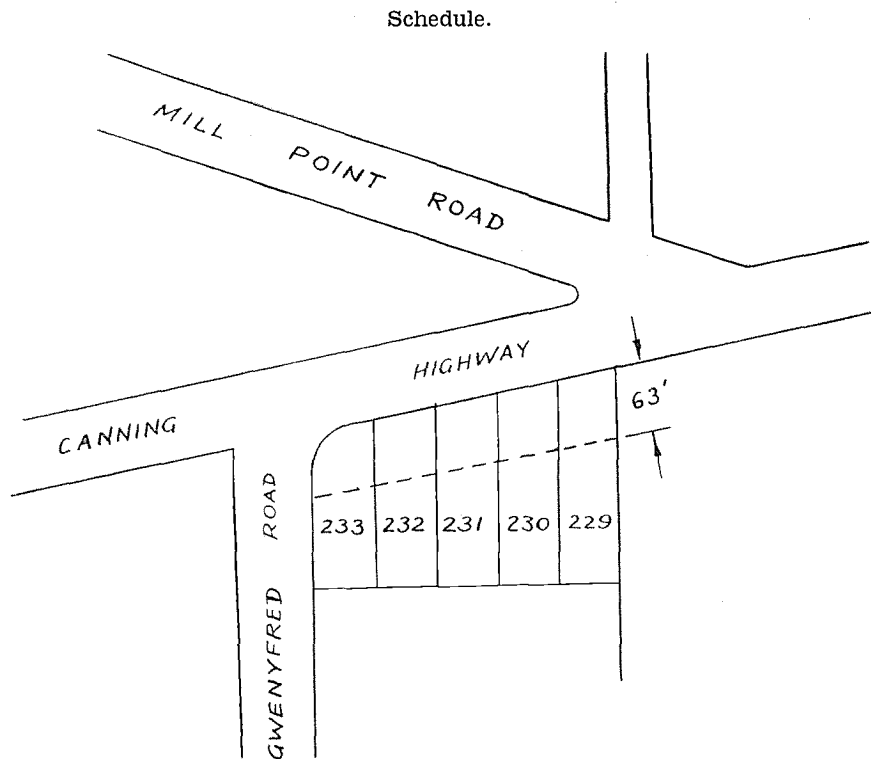 Schedule.
MILL POINT ROAD
CANNING HIGHWAY
63'
GWENYFRED ROAD
233 232 231 230 229